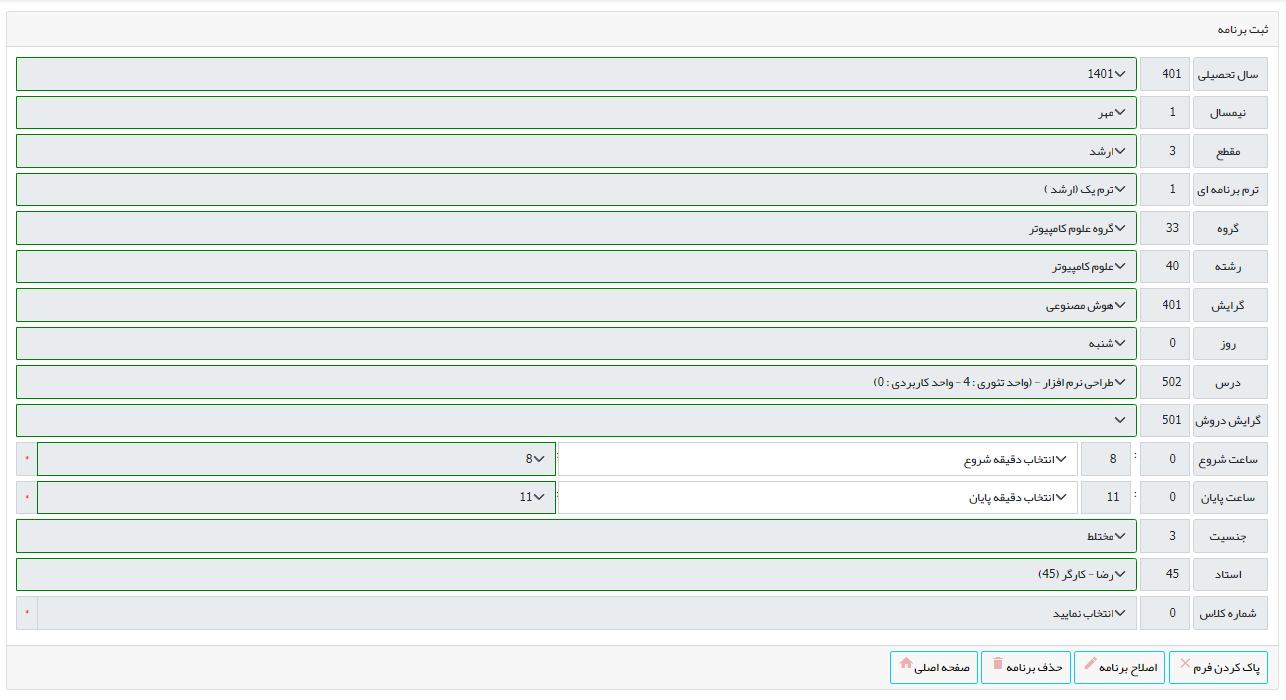 ثبت برنامه
سال تحصیلی 401 1401
نیمسال 1 مهر
مقطع 3 ارشد
ترم برنامه ای 1 ترم یک (ارشد )
گروه 33 گروه علوم کامپیوتر
رشته 40 علوم کامپیوتر
گرایش 401 هوش مصنوعی
روز 0 شنبه
درس 502 طراحی نرم افزار - (واحد تئوری : 4 - واحد کاربردی : 0)
گرایش دروش 501
ساعت شروع 0 : 8 انتخاب دقیقه شروع : 8 *
ساعت پایان 0 : 11 انتخاب دقیقه پایان : 11 *
جنسیت 3 مختلط
استاد 45 رضا - کارگر (45)
شماره کلاس 0 انتخاب نمایید *
پاک کردن فرم اصلاح برنامه حذف برنامه صفحه اصلی